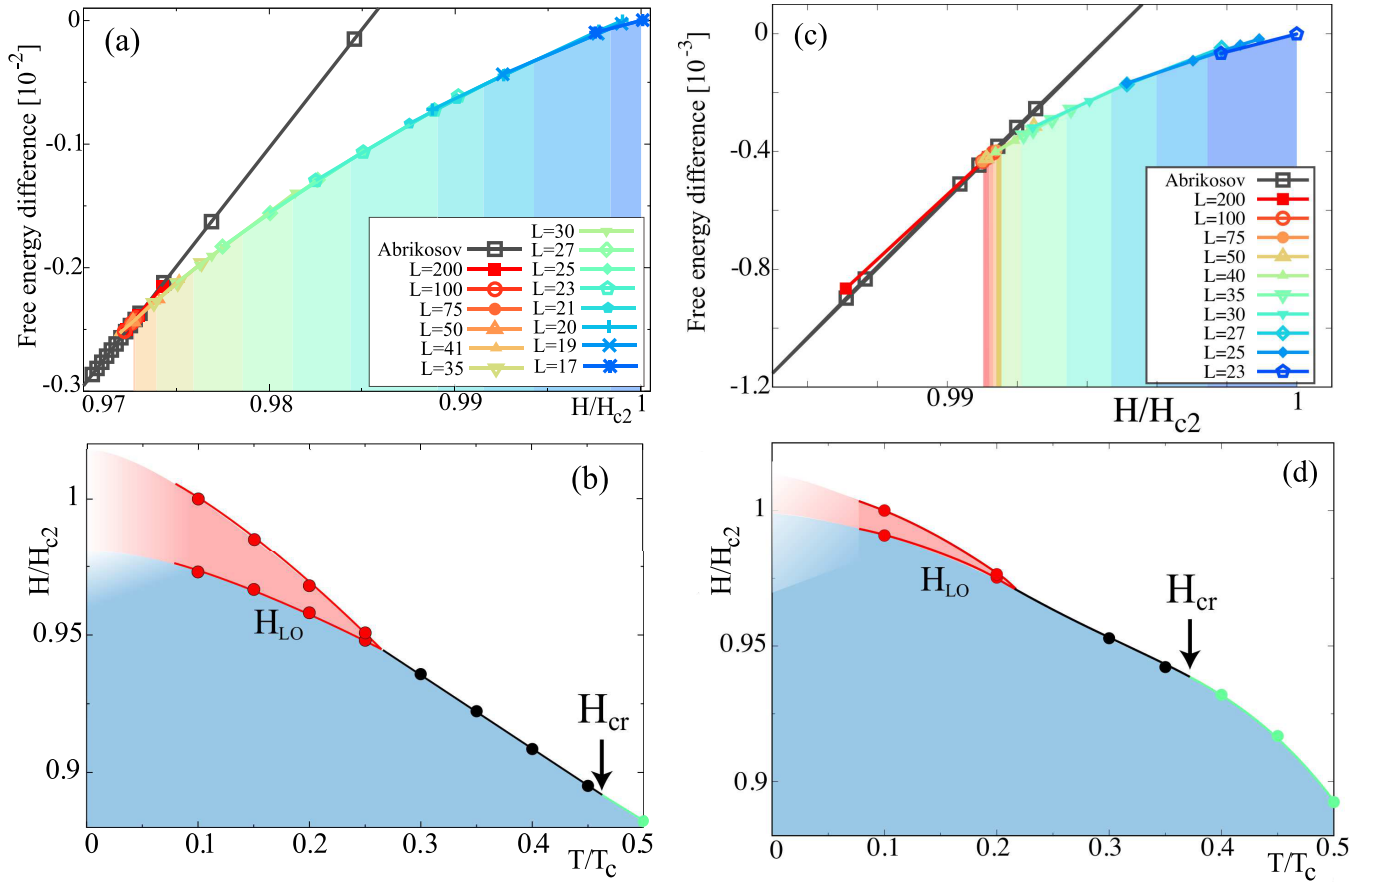 (a)
Free energy difference [10⁻²]
0
-0.1
-0.2
-0.3
0.97
0.98
0.99
1
H/Hc2
Abrikosov
L=200
L=100
L=75
L=50
L=41
L=35
L=30
L=27
L=25
L=23
L=21
L=20
L=19
L=17
(c)
Free energy difference [10⁻³]
0
-0.4
-0.8
-1.2
0.99
1
H/Hc2
Abrikosov
L=200
L=100
L=75
L=50
L=40
L=35
L=30
L=27
L=25
L=23
(b)
H/Hc2
1
0.95
0.9
HLO
Hcr
0
0.1
0.2
0.3
0.4
0.5
T/Tc
(d)
H/Hc2
1
0.95
0.9
HLO
Hcr
0
0.1
0.2
0.3
0.4
0.5
T/Tc